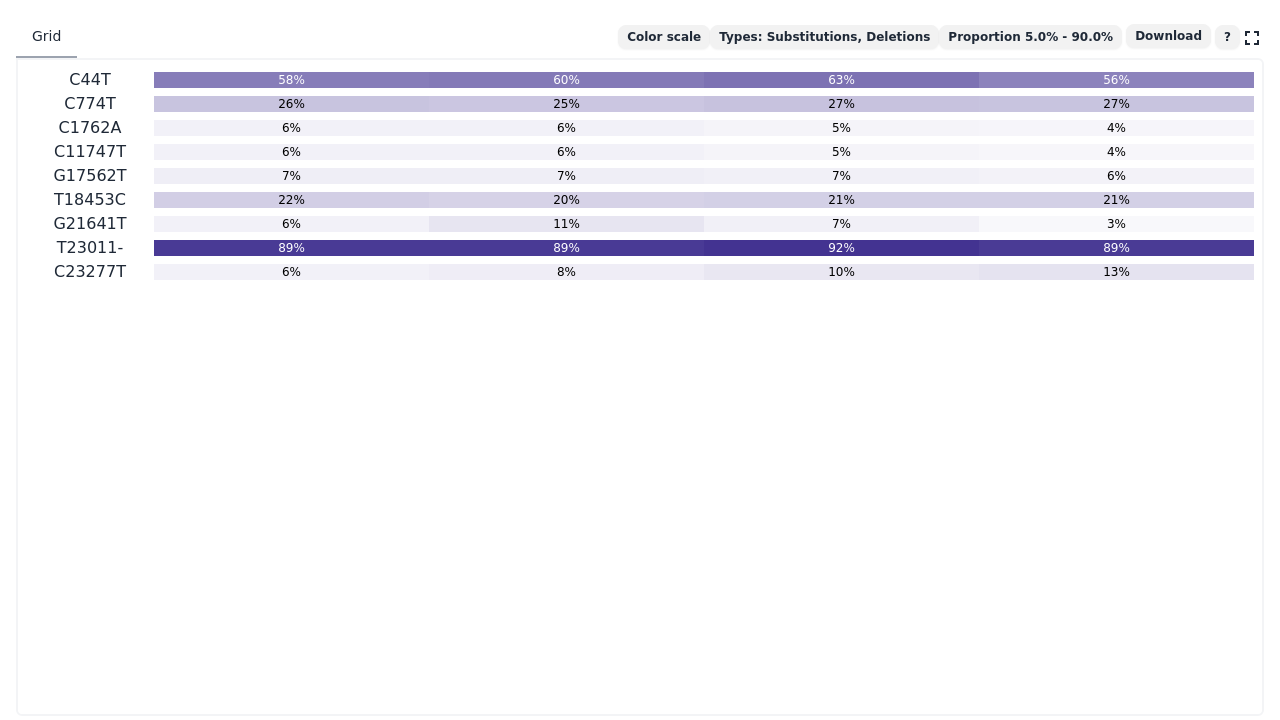 Grid
Color scale Types: Substitutions, Deletions Proportion 5.0% - 90.0% Download ?
C44T 58% 60% 63% 56%
C774T 26% 25% 27% 27%
C1762A 6% 6% 5% 4%
C11747T 6% 6% 5% 4%
G17562T 7% 7% 7% 6%
T18453C 22% 20% 21% 21%
G21641T 6% 11% 7% 3%
T23011- 89% 89% 92% 89%
C23277T 6% 8% 10% 13%